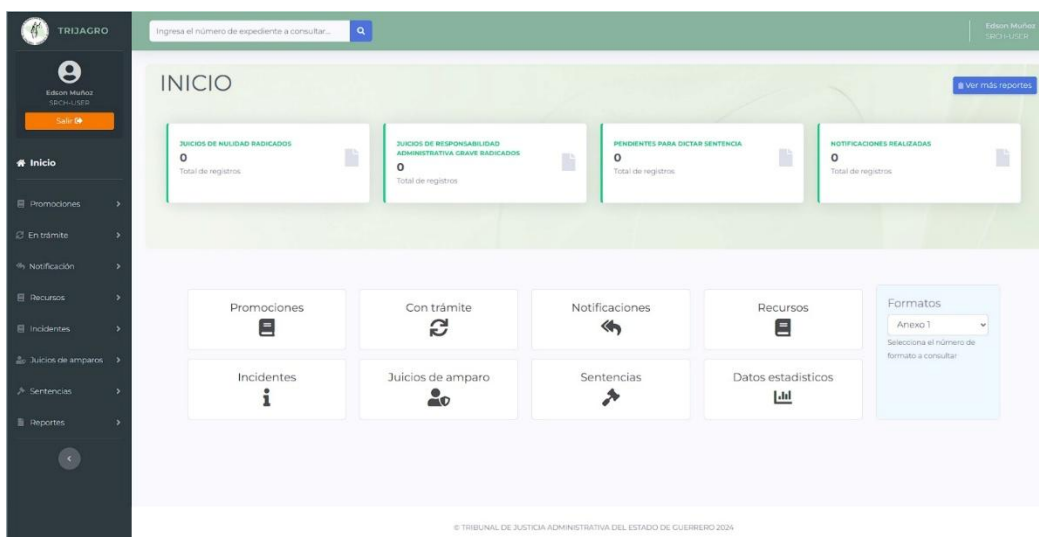 TRIJAGRO
Ingresa el número de expediente a consultar...
Edson Muñoz
SRCH-USER
Edson Muñoz
SRCH-USER
Salir
Inicio
Promociones
En trámite
Notificación
Recursos
Incidentes
Juicios de amparos
Sentencias
Reportes
INICIO
Ver más reportes
JUICIOS DE NULIDAD RADICADOS
0
Total de registros
JUICIOS DE RESPONSABILIDAD
ADMINISTRATIVA GRAVE RADICADOS
0
Total de registros
PENDIENTES PARA DICTAR SENTENCIA
0
Total de registros
NOTIFICACIONES REALIZADAS
0
Total de registros
Promociones
Con trámite
Notificaciones
Recursos
Incidentes
Juicios de amparo
Sentencias
Datos estadisticos
Formatos
Anexo 1
Selecciona el número de
formato a consultar
© TRIBUNAL DE JUSTICIA ADMINISTRATIVA DEL ESTADO DE GUERRERO 2024